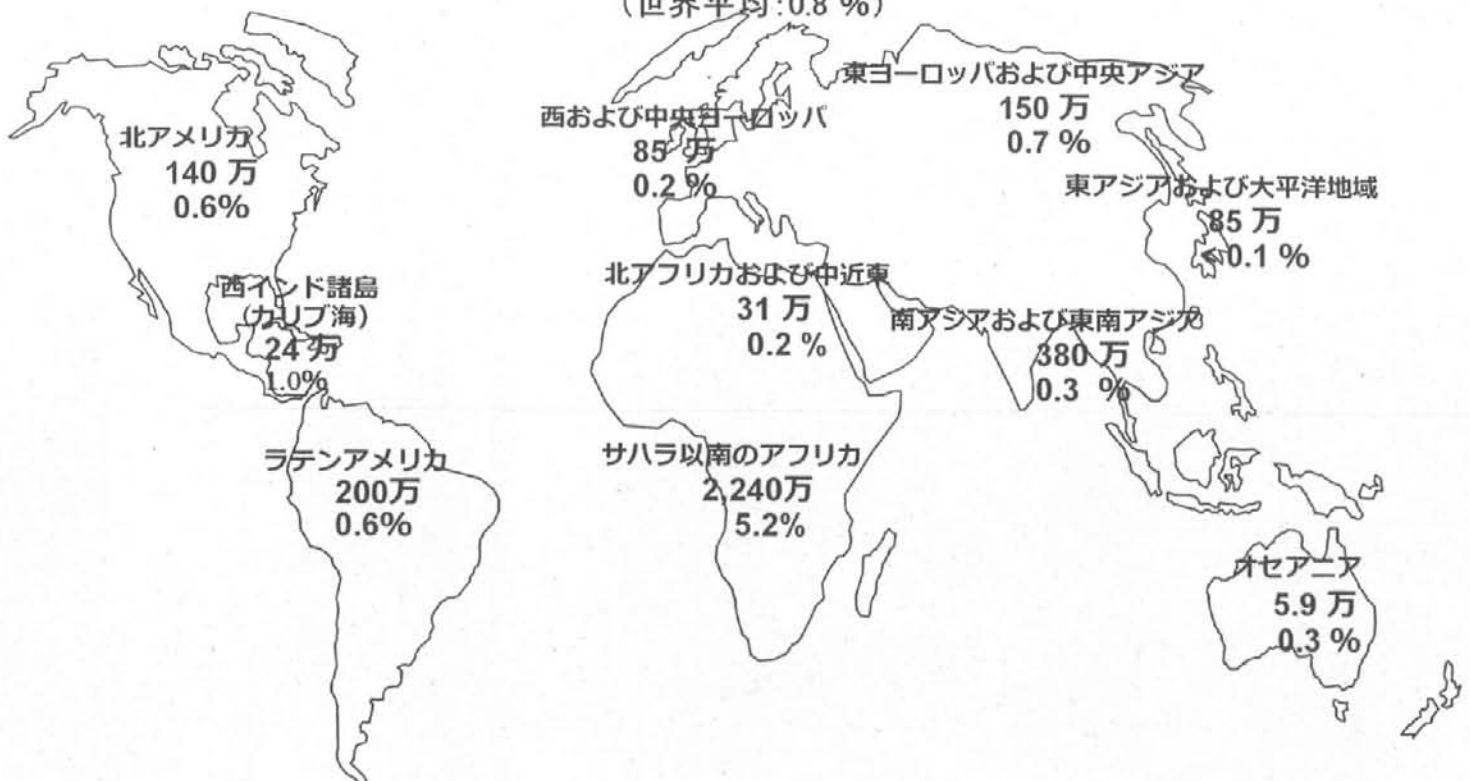 （世界平均:0.8 %）
東ヨーロッパおよび中央アジア
150 万
0.7 %
西および中央ヨーロッパ
85 万
0.2 %
北アメリカ
140 万
0.6%
東アジアおよび大平洋地域
85 万
<0.1 %
北アフリカおよび中近東
31 万
0.2 %
西インド諸島
（カリブ海）
24 万
1.0%
南アジアおよび東南アジア
380 万
0.3 %
ラテンアメリカ
200万
0.6%
サハラ以南のアフリカ
2,240万
5.2%
オセアニア
5.9 万
0.3 %